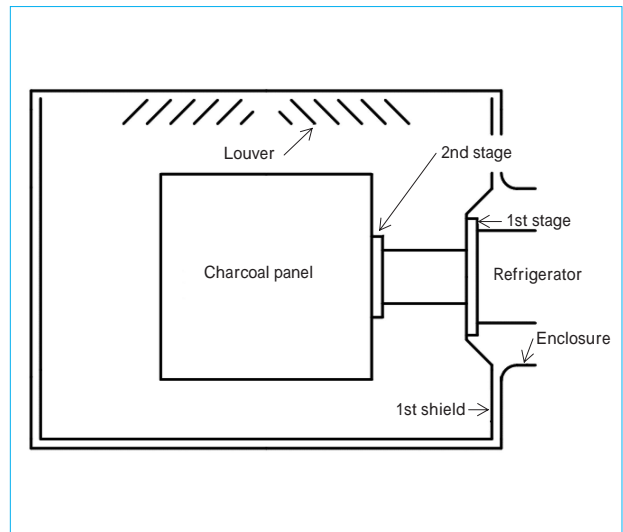 Louver
2nd stage
1st stage
Charcoal panel
Refrigerator
Enclosure
1st shield